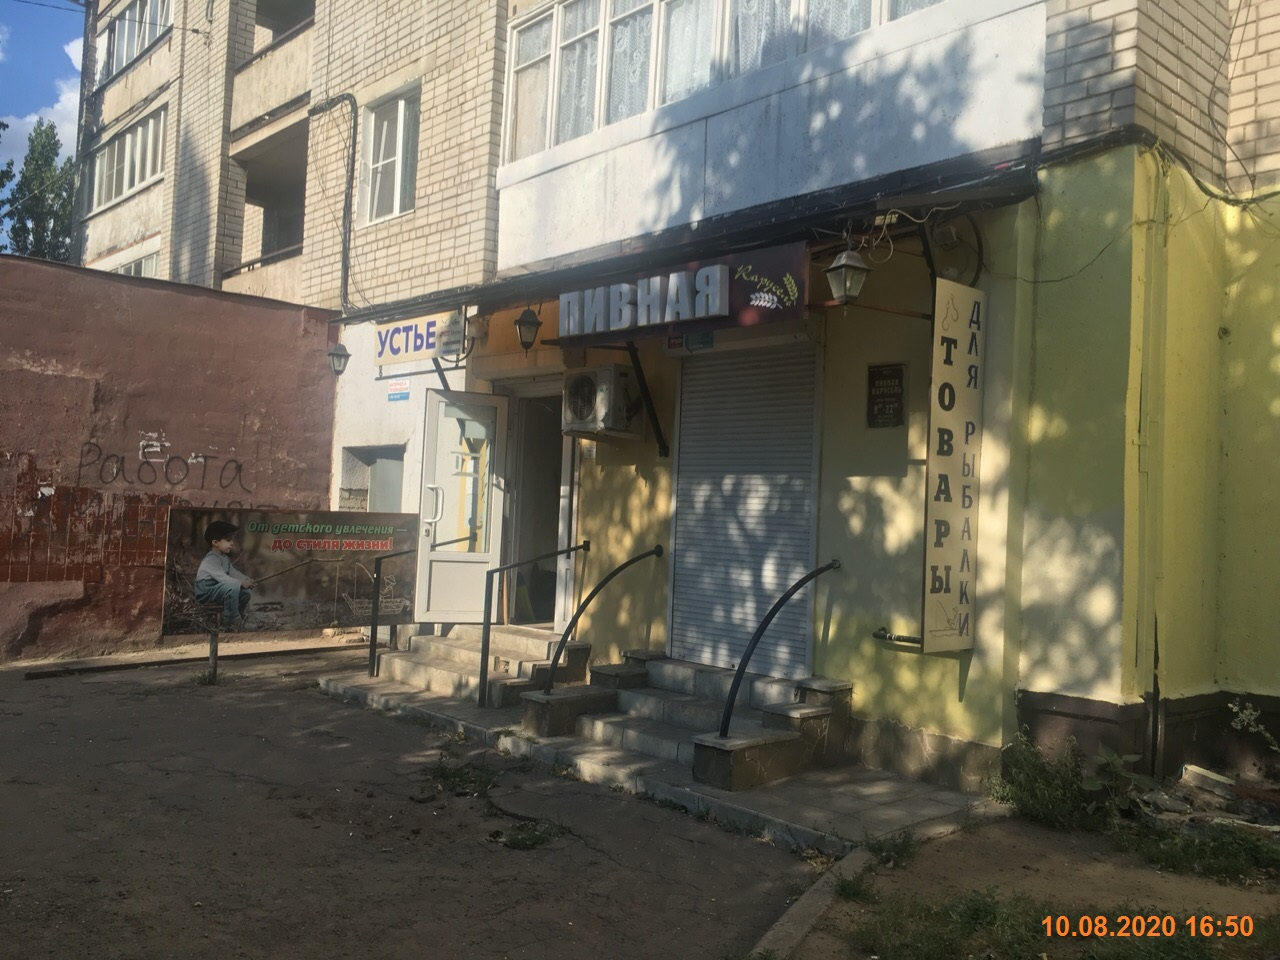 УСТЬЕ
ПИВНАЯ
Карусель
ТОВАРЫ
ДЛЯ РЫБАЛКИ
Работа
От детского увлечения —
ДО СТИЛЯ ЖИЗНИ!
10.08.2020 16:50